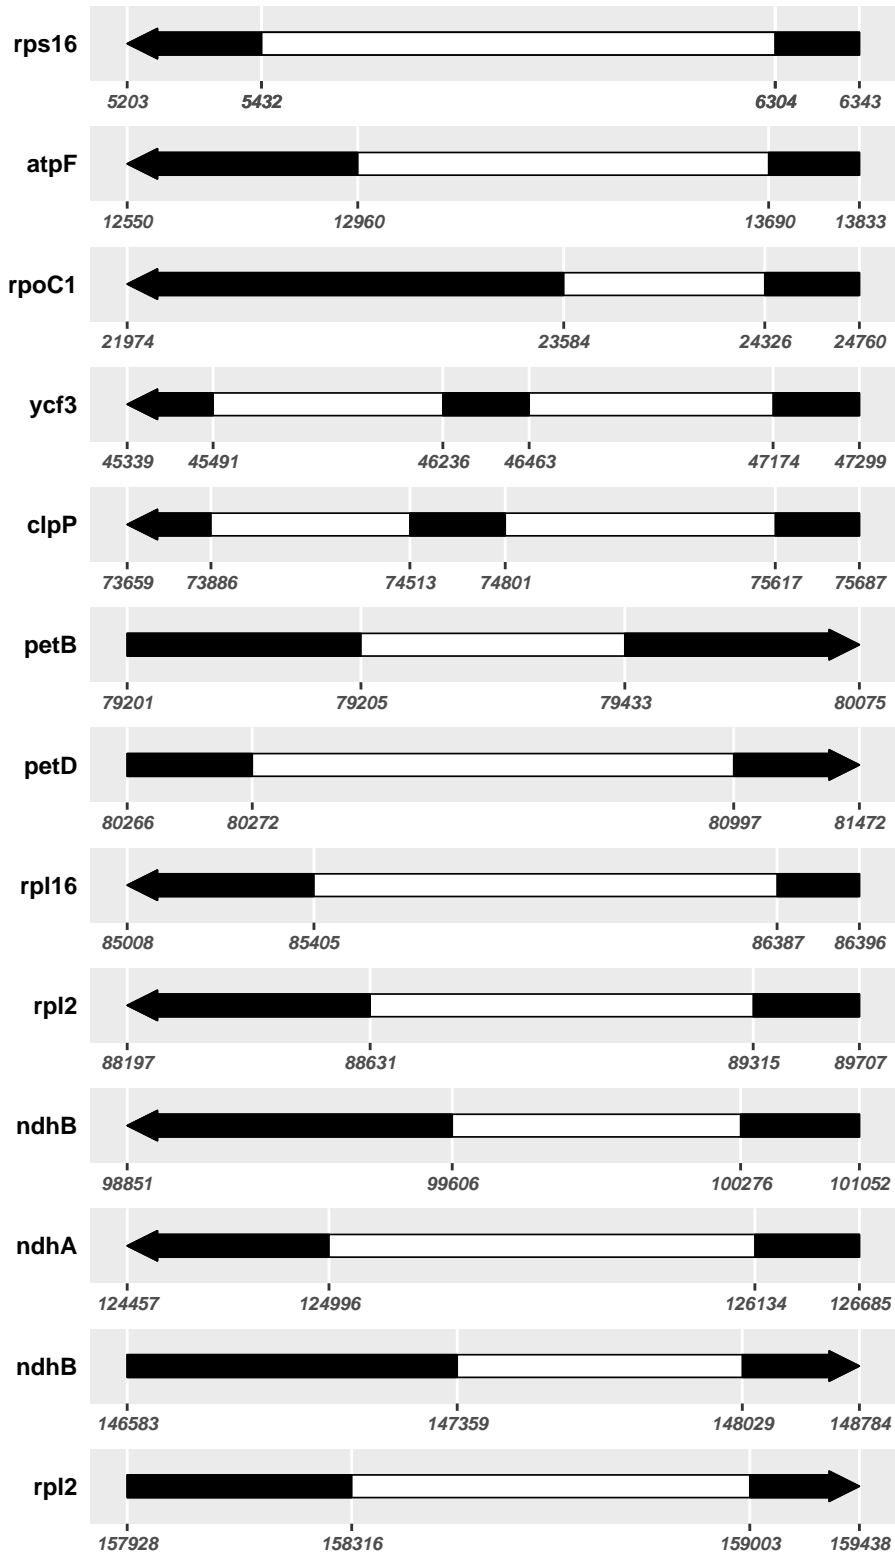 rps16
5203 5432 6304 6343
atpF
12550 12960 13690 13833
rpoC1
21974 23584 24326 24760
ycf3
45339 45491 46236 46463 47174 47299
clpP
73659 73886 74513 74801 75617 75687
petB
79201 79205 79433 80075
petD
80266 80272 80997 81472
rpl16
85008 85405 86387 86396
rpl2
88197 88631 89315 89707
ndhB
98851 99606 100276 101052
ndhA
124457 124996 126134 126685
ndhB
146583 147359 148029 148784
rpl2
157928 158316 159003 159438